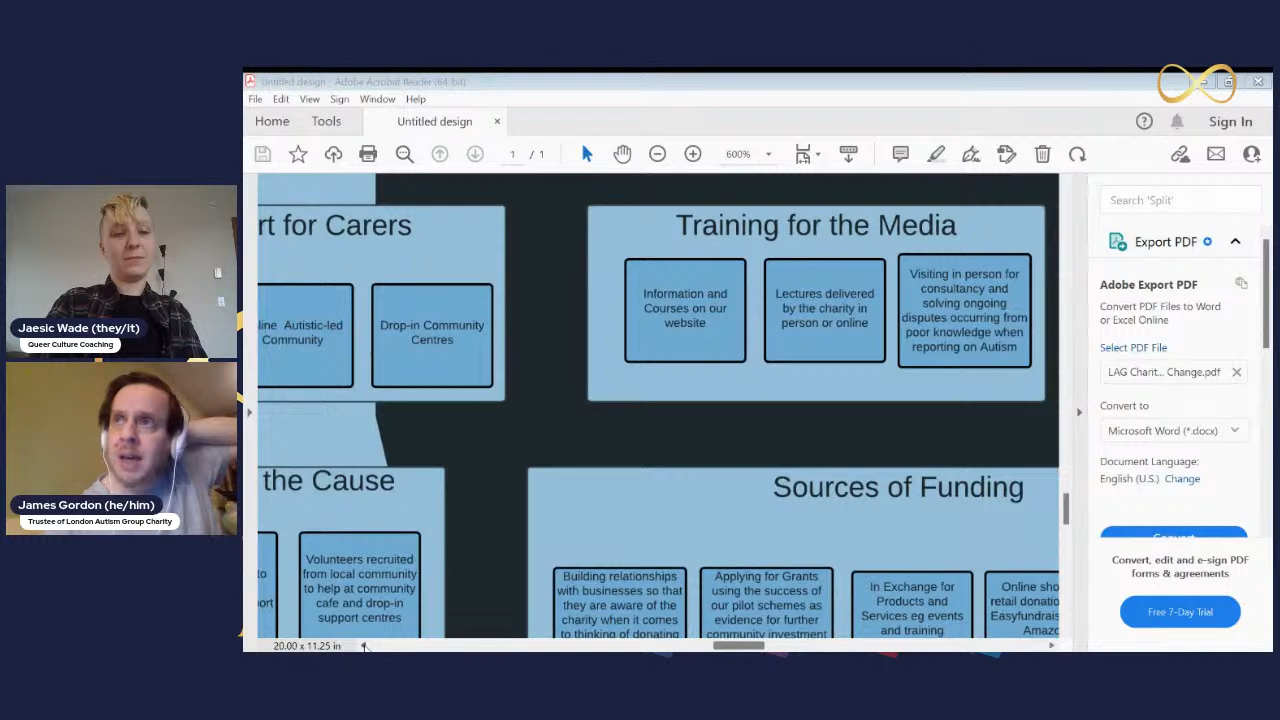 Untitled design - Adobe Acrobat Reader (64-bit)
File Edit View Sign Window Help
Home Tools Untitled design × Sign In
1 / 1 600%
rt for Carers
line Autistic-led
Community
Drop-in Community
Centres
Training for the Media
Information and
Courses on our
website
Lectures delivered
by the charity in
person or online
Visiting in person for
consultancy and
solving ongoing
disputes occurring from
poor knowledge when
reporting on Autism
the Cause
to
ort
Volunteers recruited
from local community
to help at community
cafe and drop-in
support centres
Sources of Funding
Building relationships
with businesses so that
they are aware of the
charity when it comes
to thinking of donating
Applying for Grants
using the success of
our pilot schemes as
evidence for further
community investment
In Exchange for
Products and
Services eg events
and training
Online sho
retail donatio
Easyfundrais
Amazo
20.00 x 11.25 in
Search 'Split'
Export PDF
Adobe Export PDF
Convert PDF Files to Word
or Excel Online
Select PDF File
LAG Charit... Change.pdf
Convert to
Microsoft Word (*.docx)
Document Language:
English (U.S.) Change
Convert
Convert, edit and e-sign PDF
forms & agreements
Free 7-Day Trial
Jaesic Wade (they/it)
Queer Culture Coaching
James Gordon (he/him)
Trustee of London Autism Group Charity